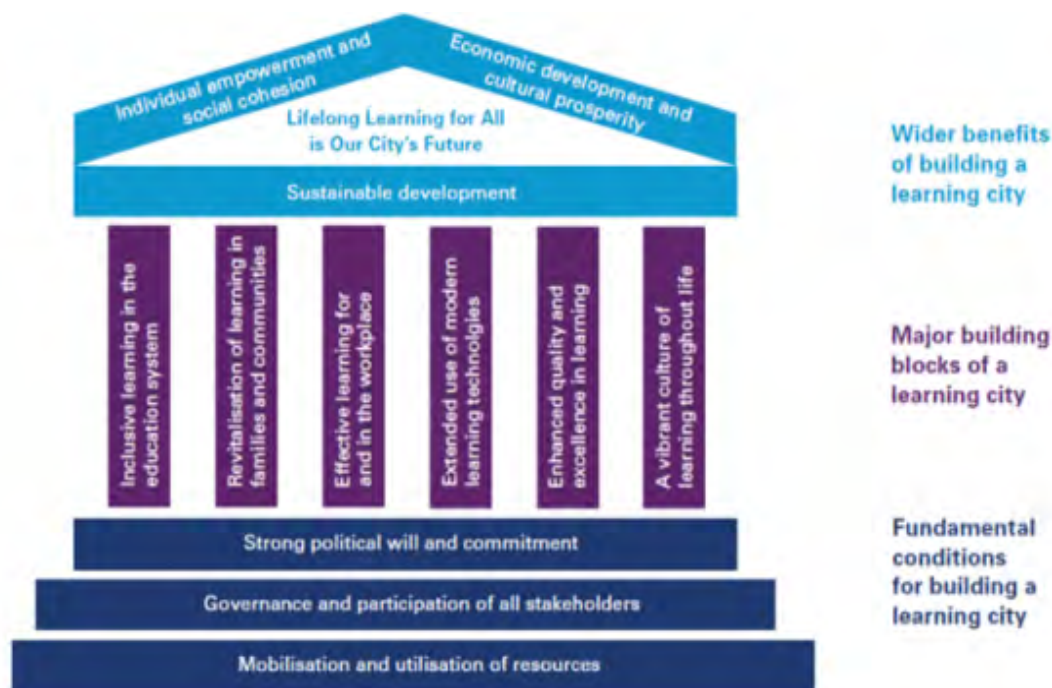 Individual empowerment and
social cohesion
Economic development and
cultural prosperity
Lifelong Learning for All
is Our City's Future
Sustainable development
Wider benefits
of building a
learning city
Inclusive learning in the
education system
Revitalisation of learning in
families and communities
Effective learning for
and in the workplace
Extended use of modern
learning technolgies
Enhanced quality and
excellence in learning
A vibrant culture of
learning throughout life
Major building
blocks of a
learning city
Strong political will and commitment
Governance and participation of all stakeholders
Mobilisation and utilisation of resources
Fundamental
conditions
for building a
learning city